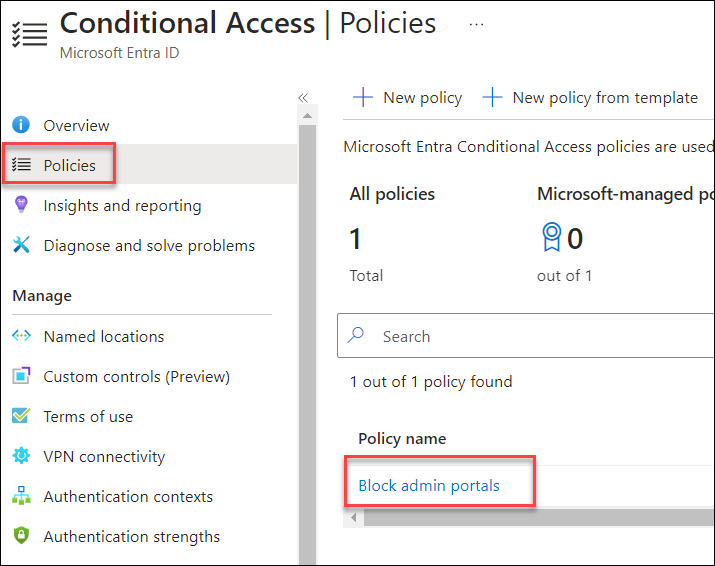 Conditional Access | Policies ...
Microsoft Entra ID
Overview
Policies
Insights and reporting
Diagnose and solve problems
Manage
Named locations
Custom controls (Preview)
Terms of use
VPN connectivity
Authentication contexts
Authentication strengths
New policy
New policy from template
Microsoft Entra Conditional Access policies are used
All policies
1
Total
Microsoft-managed po
0
out of 1
Search
1 out of 1 policy found
Policy name
Block admin portals